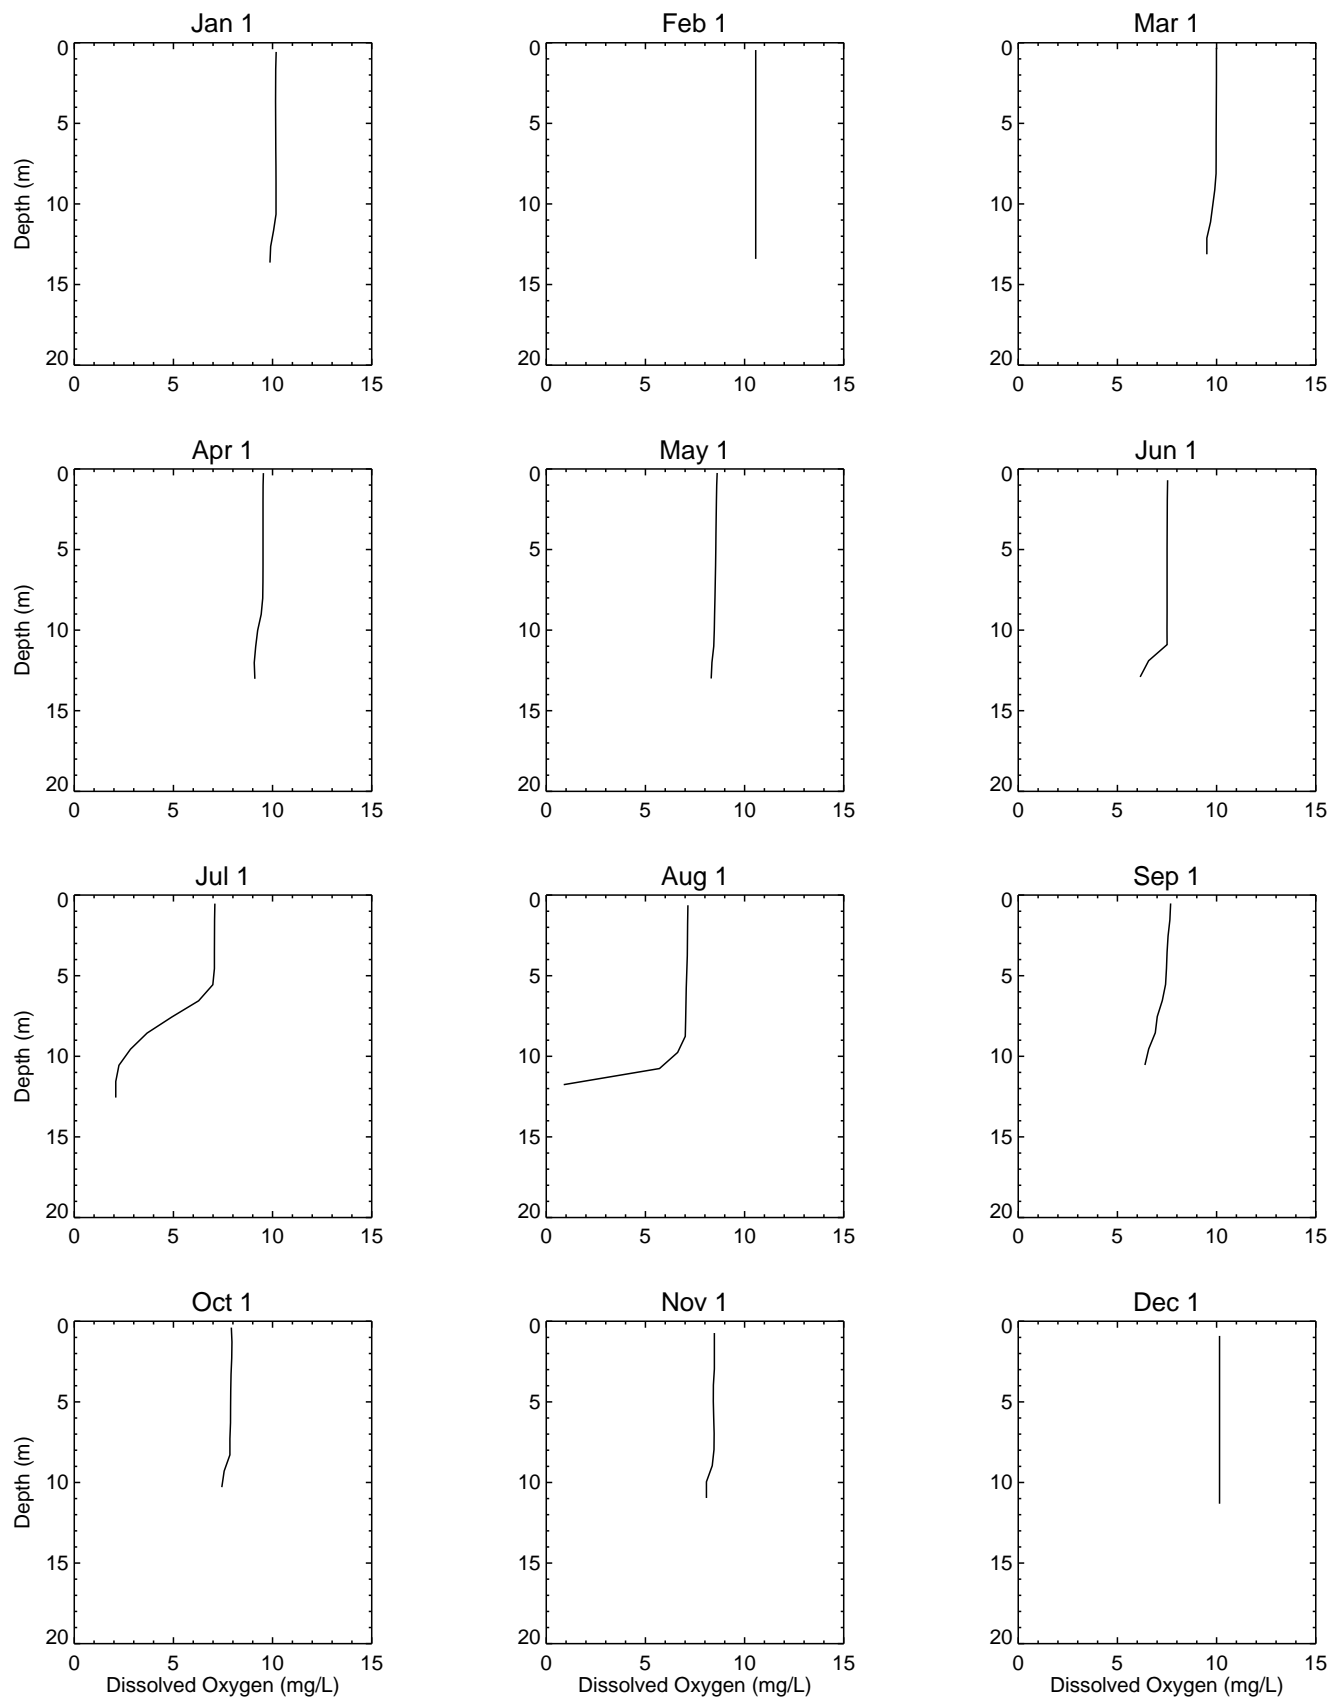 Jan 1
Feb 1
Mar 1
0 0 0
5 5 5
Depth (m)
10 10 10
15 15 15
20 20 20
0 5 10 15 0 5 10 15 0 5 10 15
Apr 1
May 1
Jun 1
0 0 0
5 5 5
Depth (m)
10 10 10
15 15 15
20 20 20
0 5 10 15 0 5 10 15 0 5 10 15
Jul 1
Aug 1
Sep 1
0 0 0
5 5 5
Depth (m)
10 10 10
15 15 15
20 20 20
0 5 10 15 0 5 10 15 0 5 10 15
Oct 1
Nov 1
Dec 1
0 0 0
5 5 5
Depth (m)
10 10 10
15 15 15
20 20 20
0 5 10 15 0 5 10 15 0 5 10 15
Dissolved Oxygen (mg/L)
Dissolved Oxygen (mg/L)
Dissolved Oxygen (mg/L)